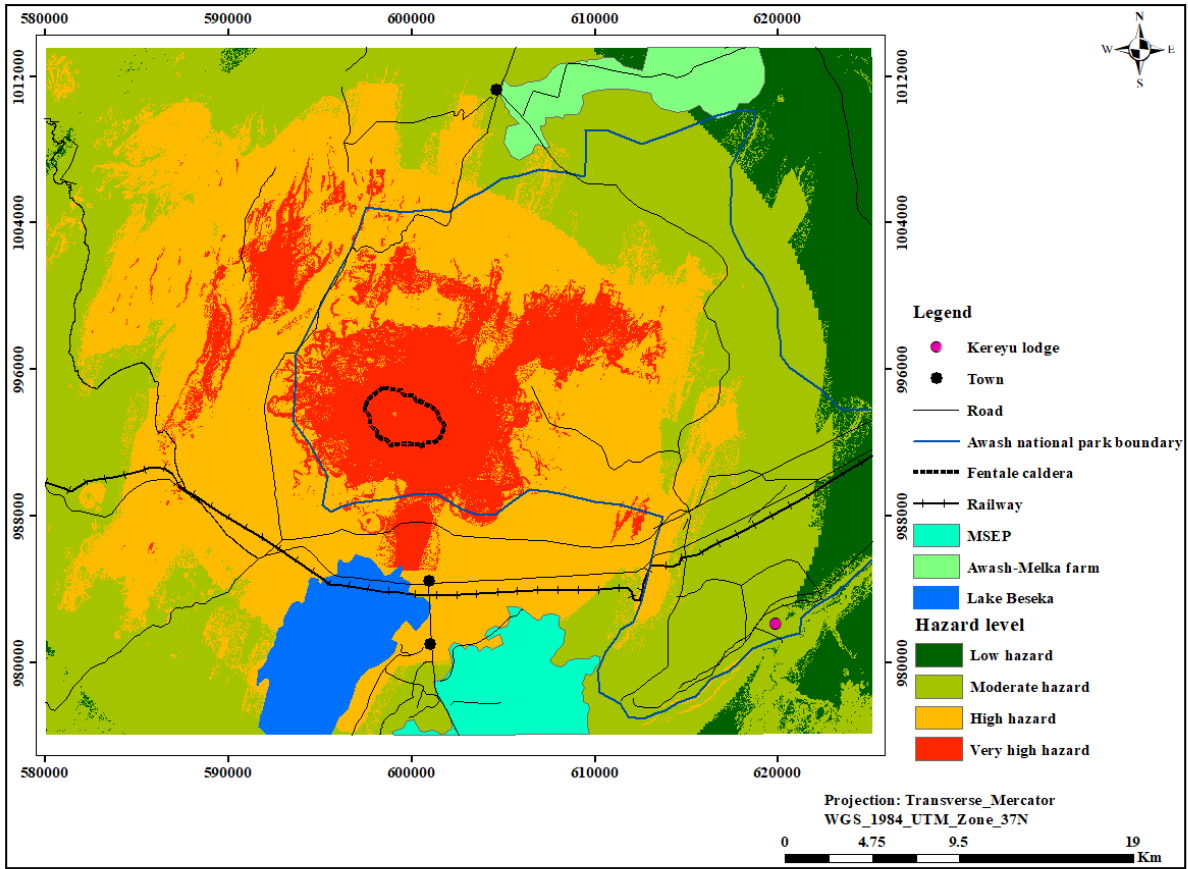 580000 590000 600000 610000 620000
N
W E
S
1012000 1012000
1004000 1004000
996000 996000
988000 988000
980000 980000
580000 590000 600000 610000 620000
Legend
Kereyu lodge
Town
Road
Awash national park boundary
Fentale caldera
Railway
MSEP
Awash-Melka farm
Lake Beseka
Hazard level
Low hazard
Moderate hazard
High hazard
Very high hazard
Projection: Transverse_Mercator
WGS_1984_UTM_Zone_37N
0 4.75 9.5 19
Km